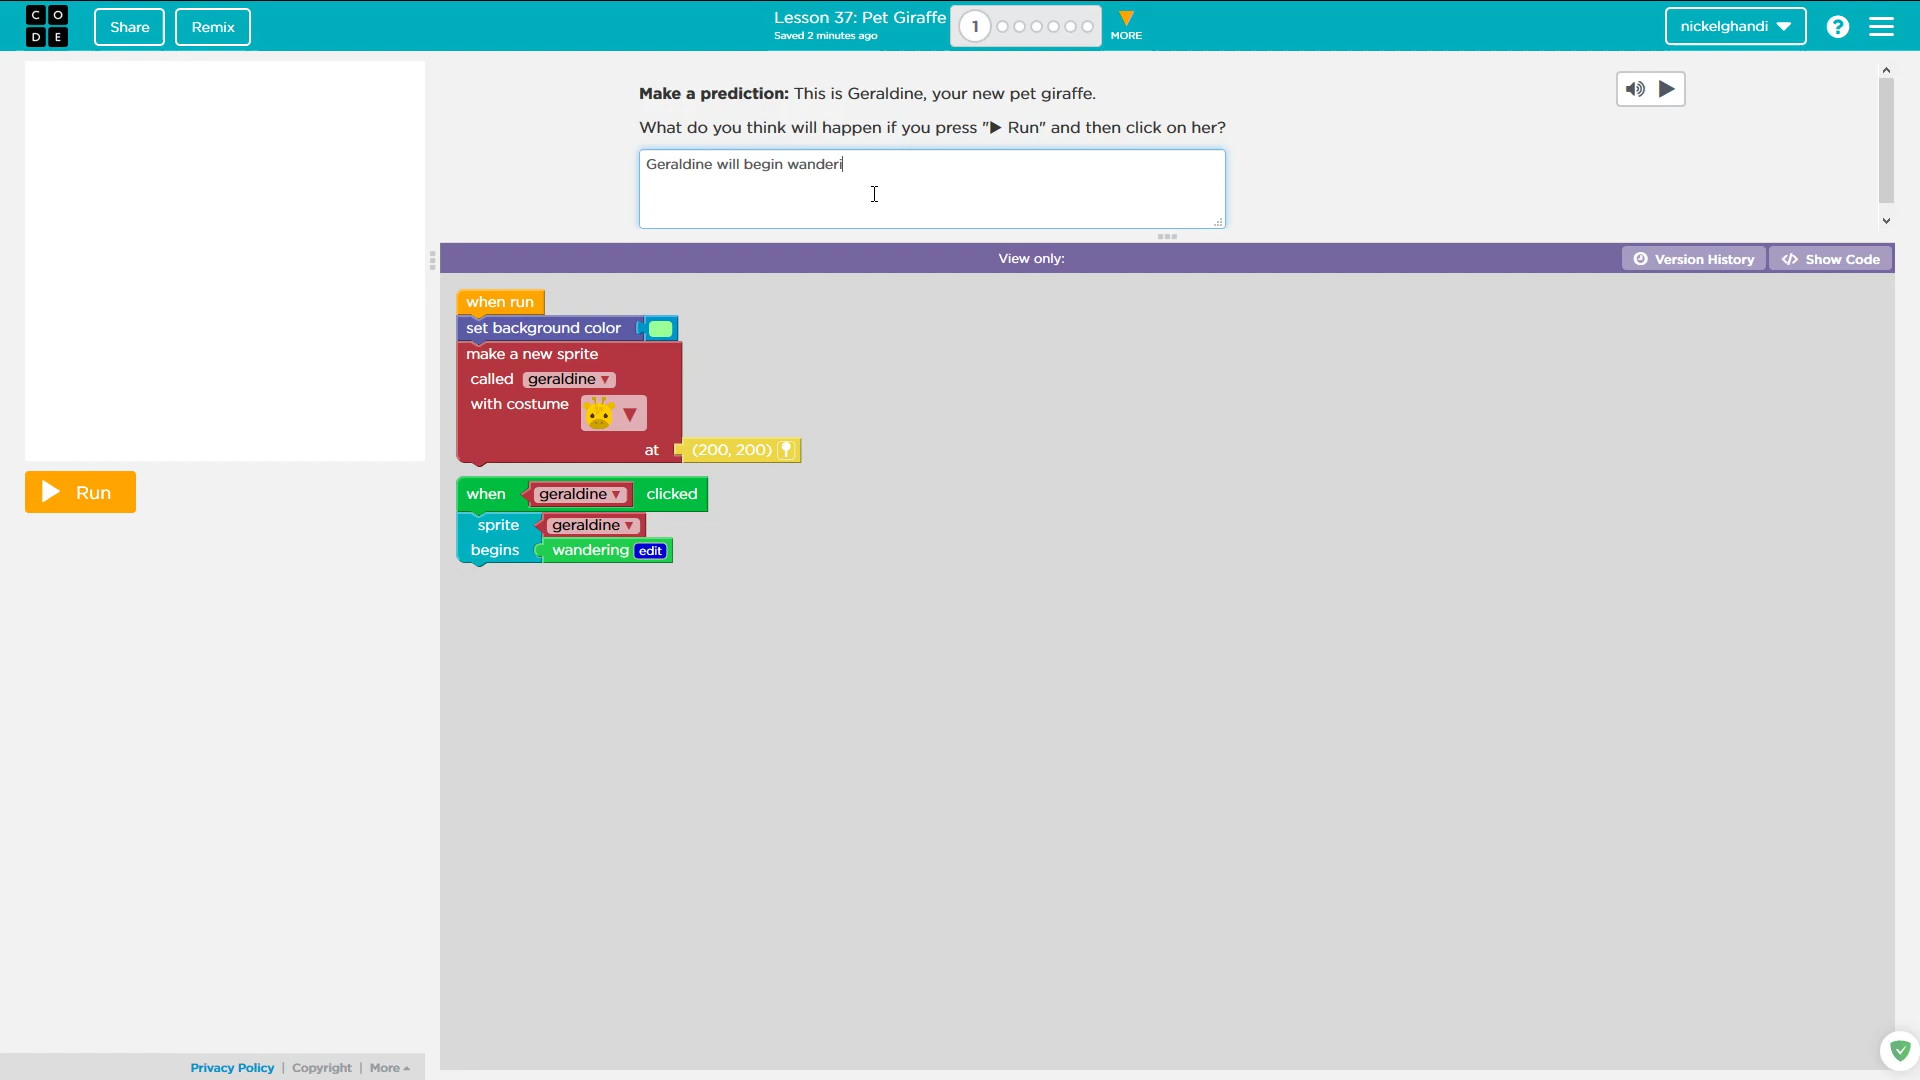 CODE
Share
Remix
Lesson 37: Pet Giraffe
Saved 2 minutes ago
1
MORE
nickelghandi
?
Make a prediction: This is Geraldine, your new pet giraffe.
What do you think will happen if you press "▶ Run" and then click on her?
Geraldine will begin wanderi
View only:
Version History
</> Show Code
when run
set background color
make a new sprite
called geraldine ▼
with costume ▼
at (200, 200)
when geraldine ▼ clicked
sprite geraldine ▼
begins wandering edit
Run
Privacy Policy | Copyright | More